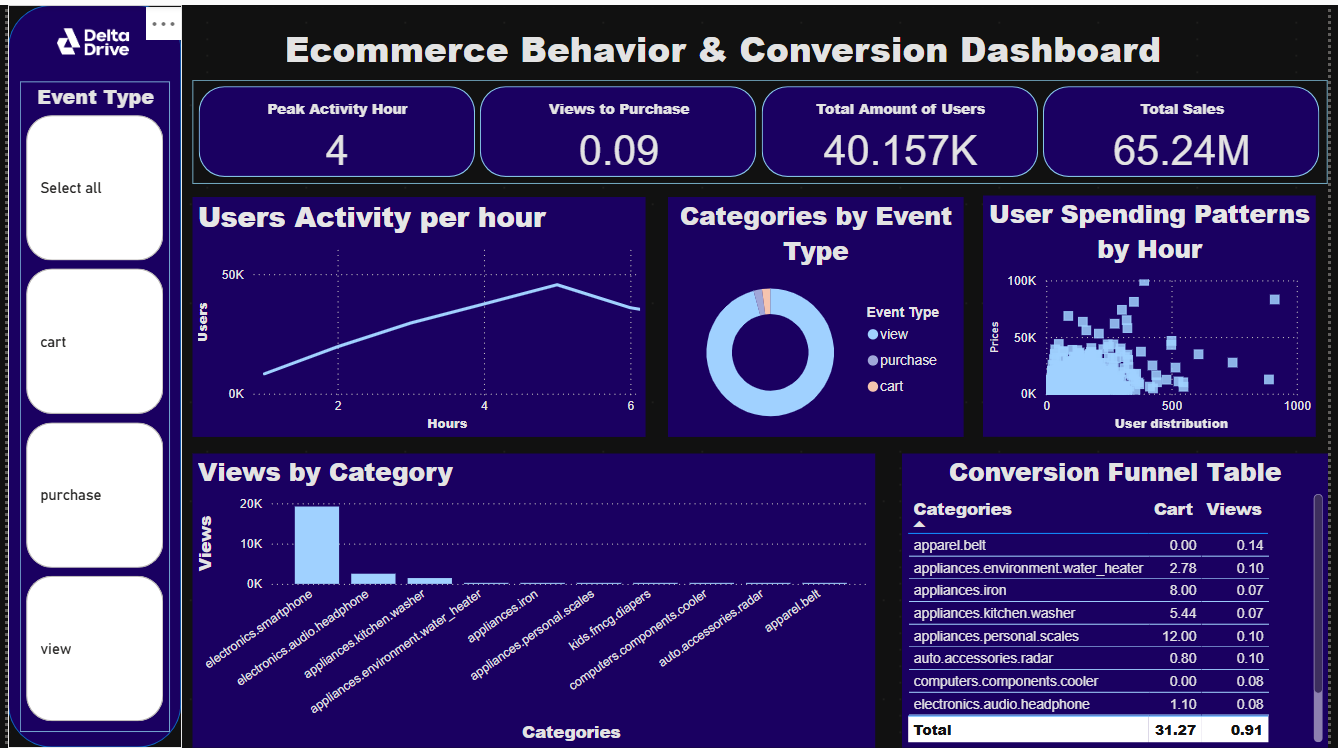 Delta
Drive
Ecommerce Behavior & Conversion Dashboard
Event Type
Select all
cart
purchase
view
Peak Activity Hour
4
Views to Purchase
0.09
Total Amount of Users
40.157K
Total Sales
65.24M
Users Activity per hour
Users
50K
0K
2
4
6
Hours
Categories by Event
Type
Event Type
view
purchase
cart
User Spending Patterns
by Hour
Prices
100K
50K
0K
0
500
1000
User distribution
Views by Category
Views
20K
10K
0K
electronics.smartphone
electronics.audio.headphone
appliances.kitchen.washer
appliances.environment.water_heater
appliances.iron
appliances.personal.scales
kids.fmcg.diapers
computers.components.cooler
auto.accessories.radar
apparel.belt
Categories
Conversion Funnel Table
Categories Cart Views
apparel.belt 0.00 0.14
appliances.environment.water_heater 2.78 0.10
appliances.iron 8.00 0.07
appliances.kitchen.washer 5.44 0.07
appliances.personal.scales 12.00 0.10
auto.accessories.radar 0.80 0.10
computers.components.cooler 0.00 0.08
electronics.audio.headphone 1.10 0.08
Total 31.27 0.91